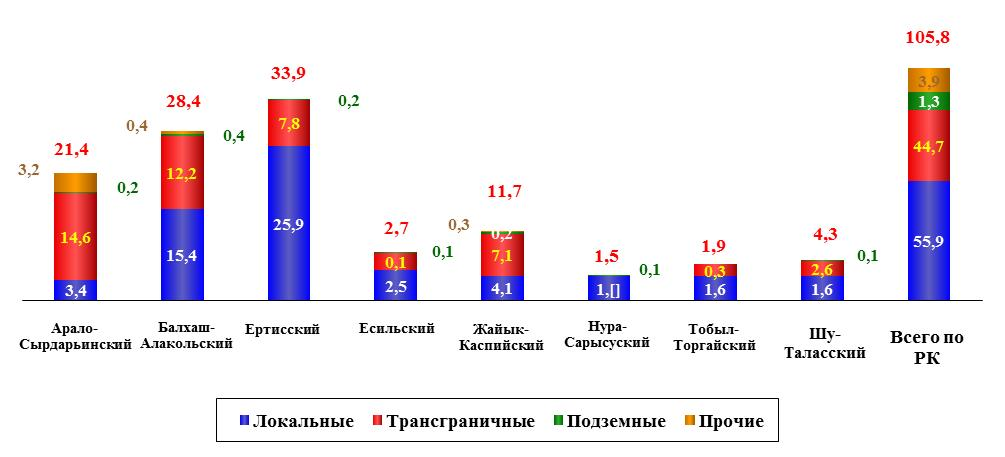 105,8
33,9
28,4
21,4
11,7
2,7
1,5
1,9
4,3
3,2
14,6
3,4
0,2
0,4
12,2
15,4
0,4
7,8
25,9
0,2
0,1
2,5
0,1
0,3
0,2
7,1
4,1
1,[]
0,1
0,3
1,6
2,6
1,6
0,1
3,9
1,3
44,7
55,9
Арало-
Сырдарьинский
Балхаш-
Алакольский
Ертисский
Есильский
Жайык-
Каспийский
Нура-
Сарысуский
Тобыл-
Торгайский
Шу-
Таласский
Всего по
РК
Локальные Трансграничные Подземные Прочие